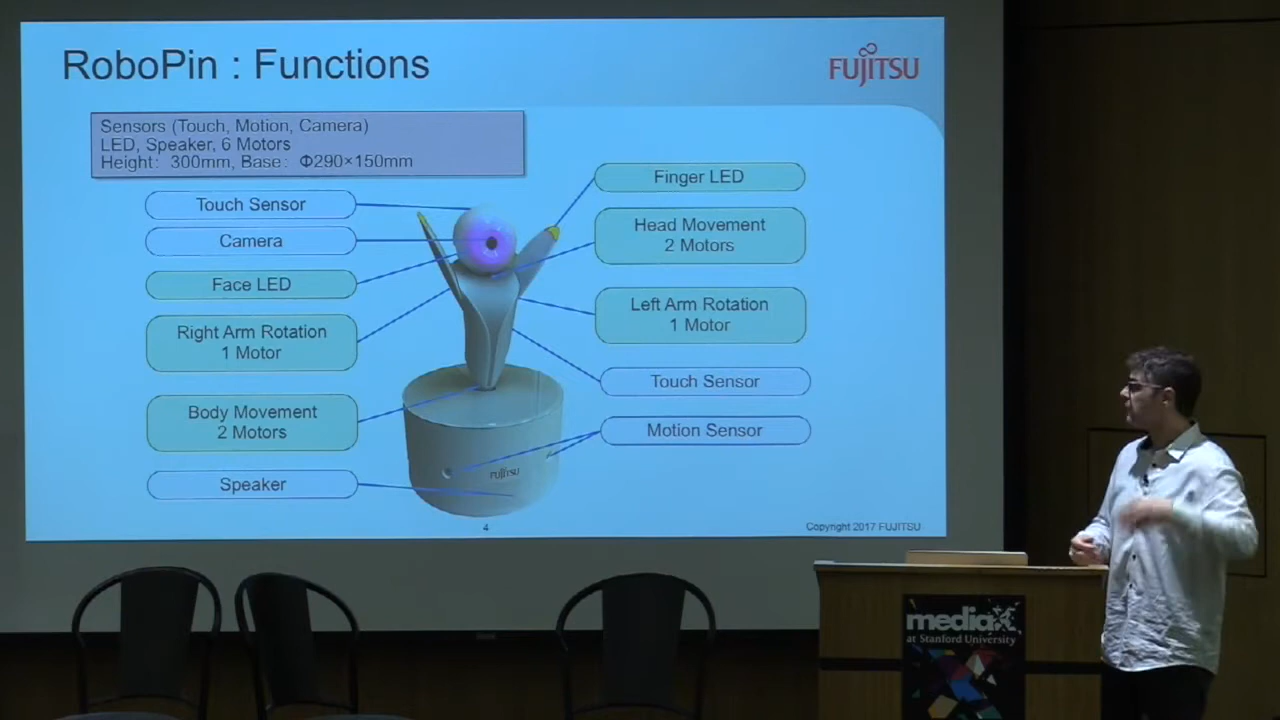 RoboPin : Functions
FUJITSU
Sensors (Touch, Motion, Camera)
LED, Speaker, 6 Motors
Height: 300mm, Base: Φ290×150mm
Touch Sensor
Camera
Face LED
Right Arm Rotation
1 Motor
Body Movement
2 Motors
Speaker
Finger LED
Head Movement
2 Motors
Left Arm Rotation
1 Motor
Touch Sensor
Motion Sensor
FUJITSU
4
Copyright 2017 FUJITSU
mediaX
at Stanford University